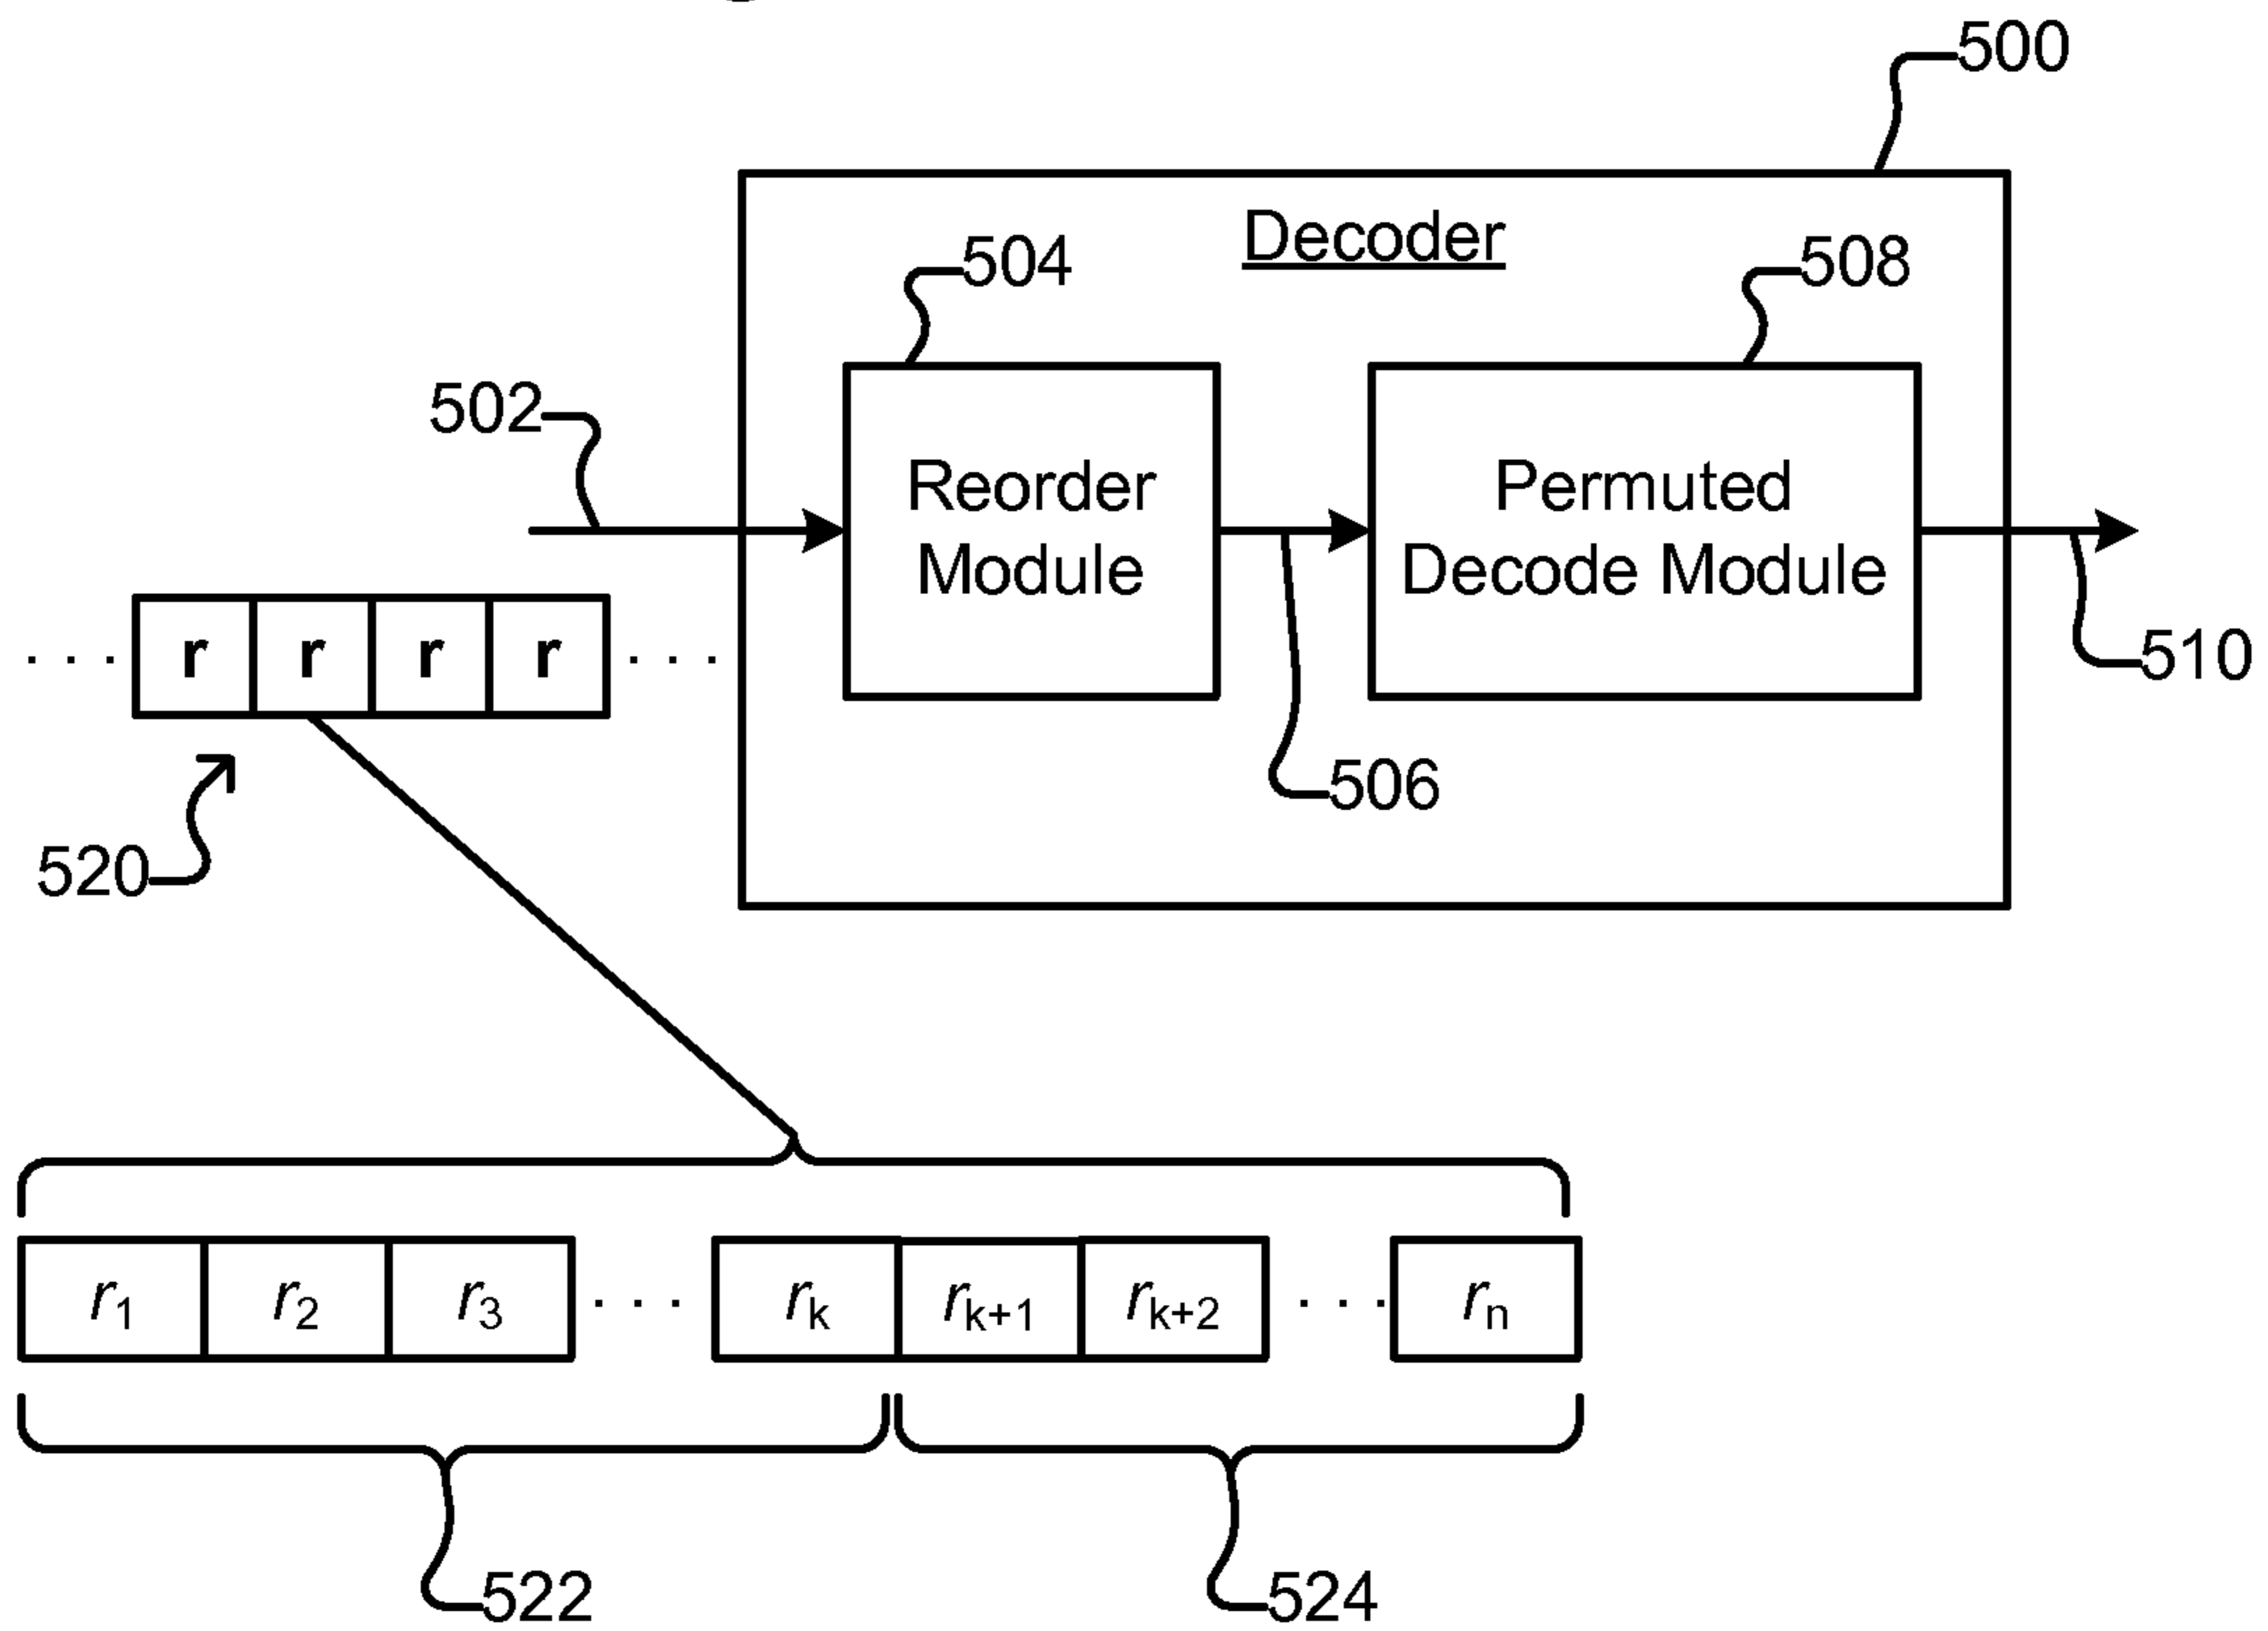 500
Decoder
504
508
502
Reorder
Module
Permuted
Decode Module
510
. . . r r r r . . .
506
520
r1 r2 r3 . . . rk rk+1 rk+2 . . . rn
522
524